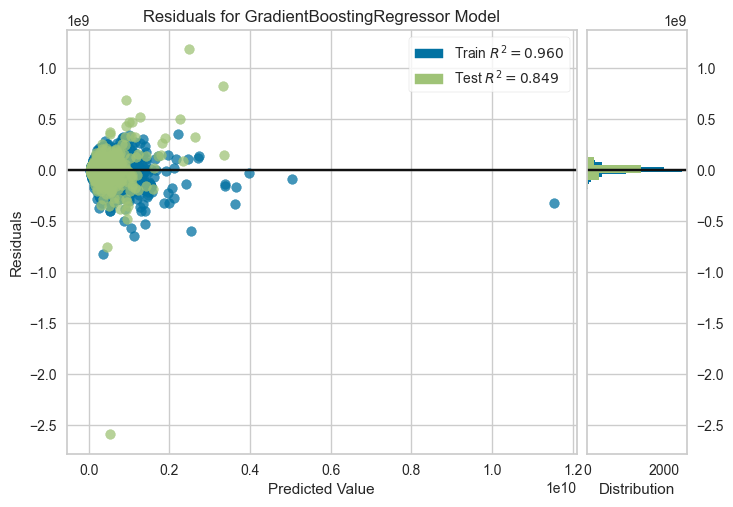 Residuals for GradientBoostingRegressor Model
1e9
1e9
Train R² = 0.960
Test R² = 0.849
1.0
0.5
0.0
−0.5
−1.0
−1.5
−2.0
−2.5
Residuals
1.0
0.5
0.0
−0.5
−1.0
−1.5
−2.0
−2.5
0.0 0.2 0.4 0.6 0.8 1.0 1.2
0 2000
1e10
Predicted Value
Distribution